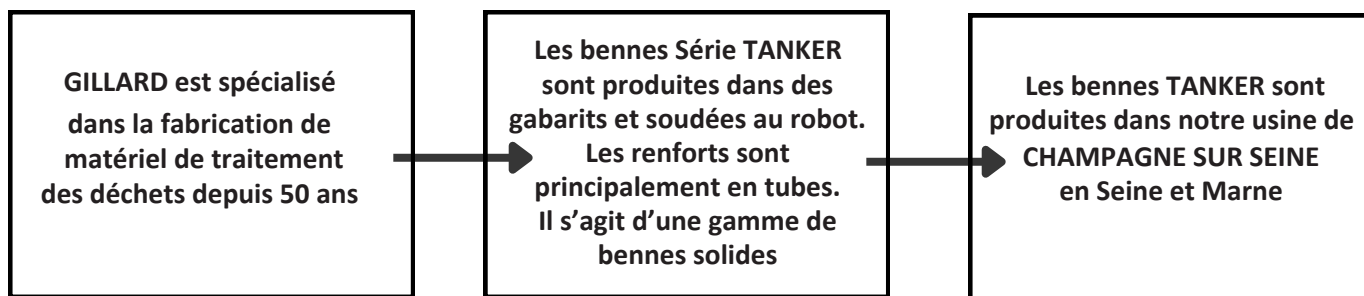 GILLARD est spécialisé
dans la fabrication de
matériel de traitement
des déchets depuis 50 ans
Les bennes Série TANKER
sont produites dans des
gabarits et soudées au robot.
Les renforts sont
principalement en tubes.
Il s’agit d’une gamme de
bennes solides
Les bennes TANKER sont
produites dans notre usine de
CHAMPAGNE SUR SEINE
en Seine et Marne